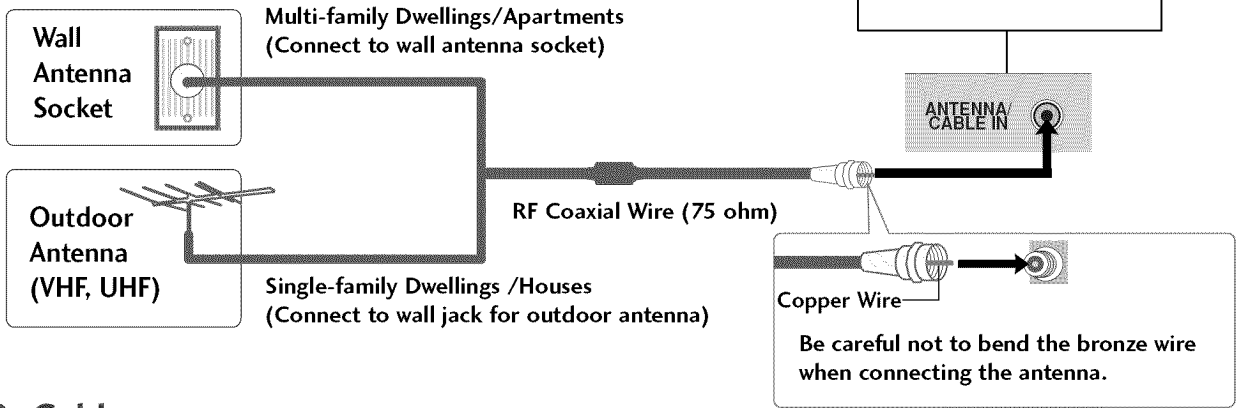 Wall
Antenna
Socket
Multi-family Dwellings/Apartments
(Connect to wall antenna socket)
ANTENNA/
CABLE IN
RF Coaxial Wire (75 ohm)
Outdoor
Antenna
(VHF, UHF)
Single-family Dwellings /Houses
(Connect to wall jack for outdoor antenna)
Copper Wire
Be careful not to bend the bronze wire
when connecting the antenna.